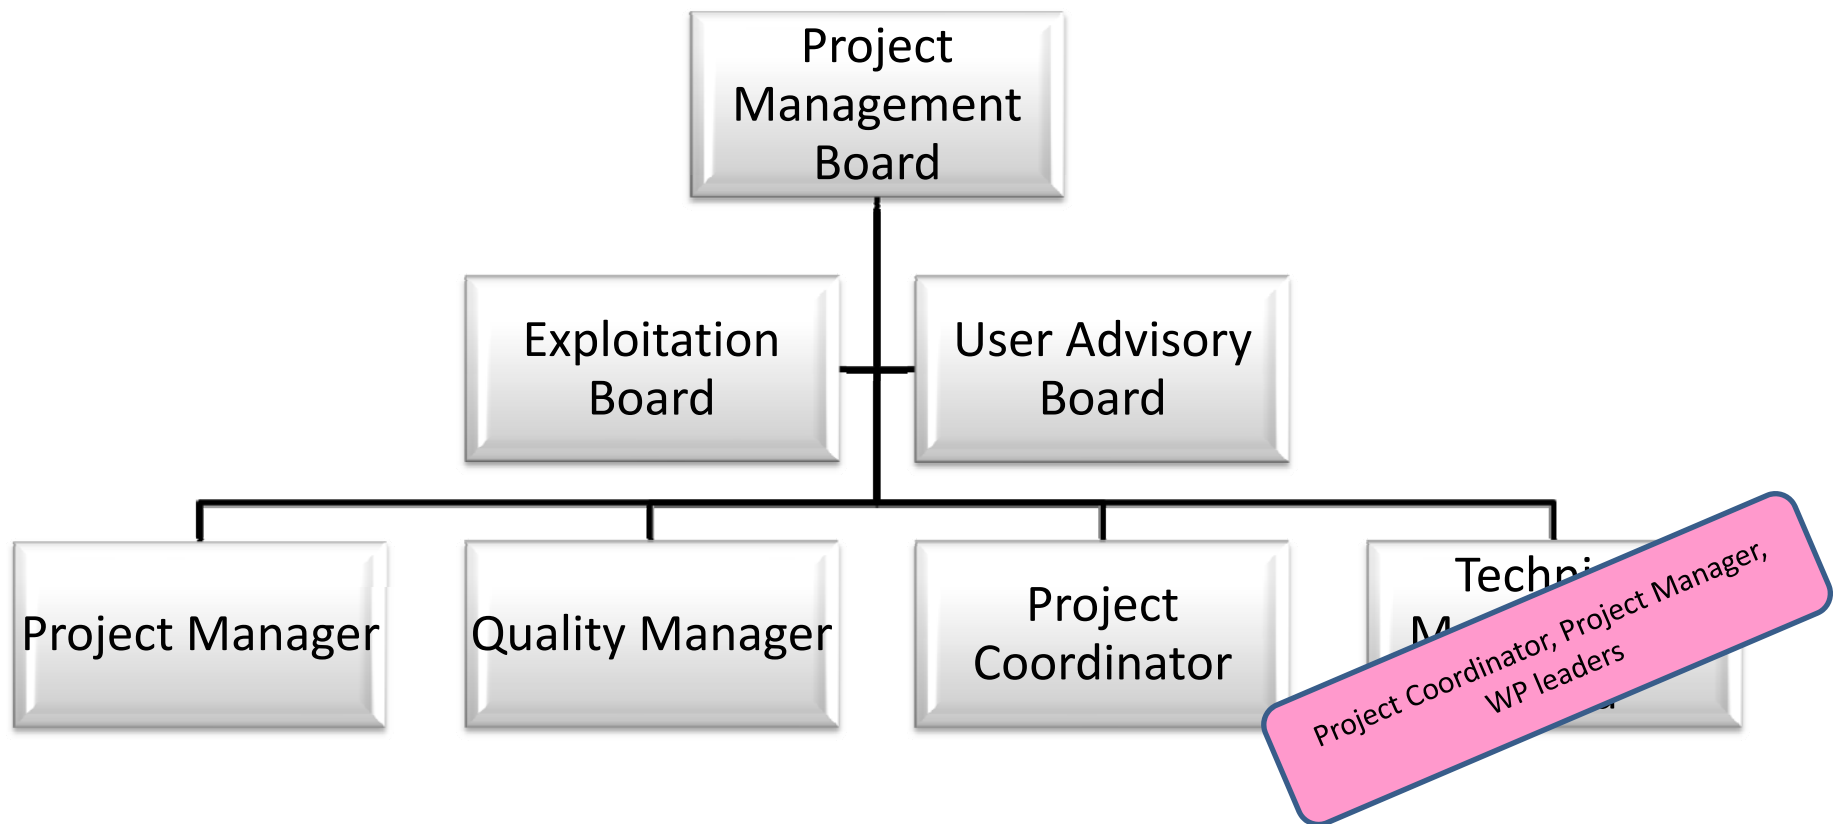 Project
Management
Board
Exploitation
Board
User Advisory
Board
Project Manager
Quality Manager
Project
Coordinator
Project Coordinator, Project Manager,
WP leaders